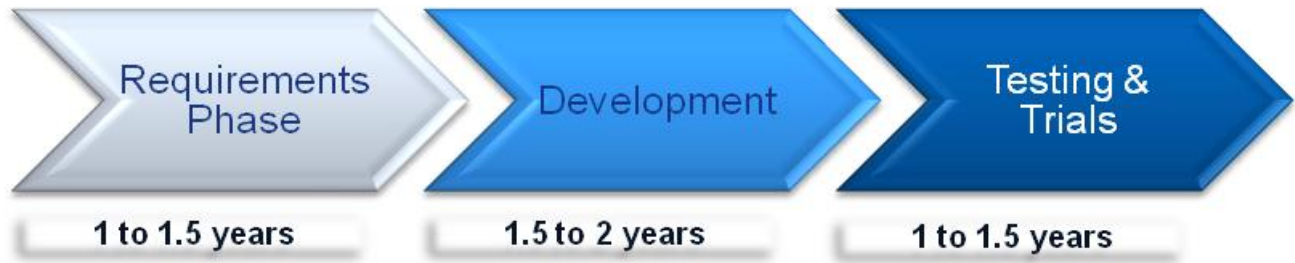 Requirements
Phase
Development
Testing &
Trials
1 to 1.5 years
1.5 to 2 years
1 to 1.5 years